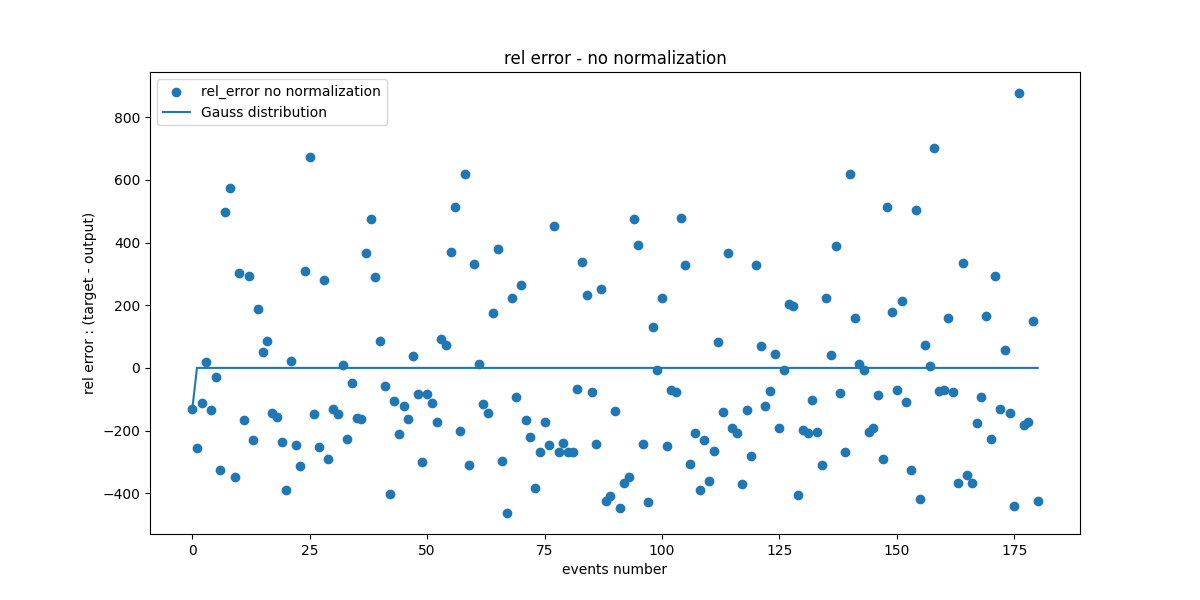 rel error - no normalization
rel_error no normalization
Gauss distribution
rel error : (target - output)
800
600
400
200
0
−200
−400
0 25 50 75 100 125 150 175
events number